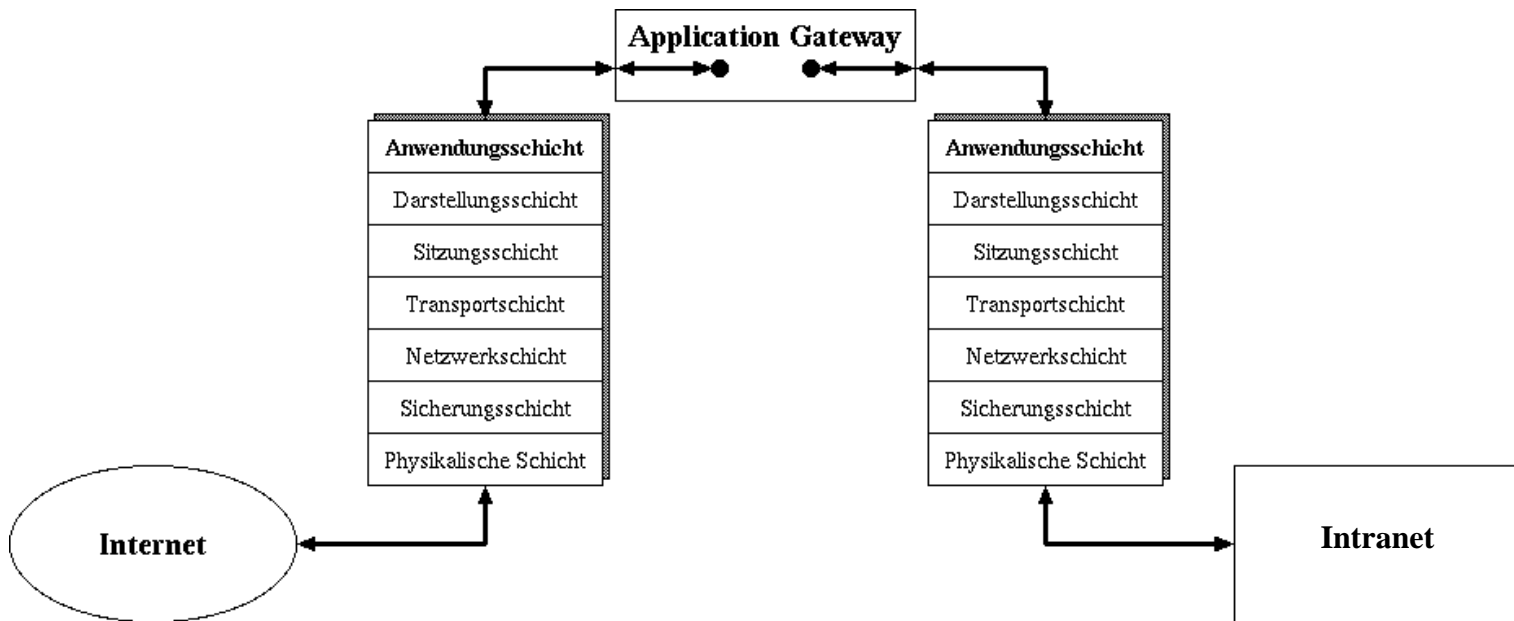 Application Gateway
Anwendungsschicht
Darstellungsschicht
Sitzungsschicht
Transportschicht
Netzwerkschicht
Sicherungsschicht
Physikalische Schicht
Anwendungsschicht
Darstellungsschicht
Sitzungsschicht
Transportschicht
Netzwerkschicht
Sicherungsschicht
Physikalische Schicht
Internet
Intranet